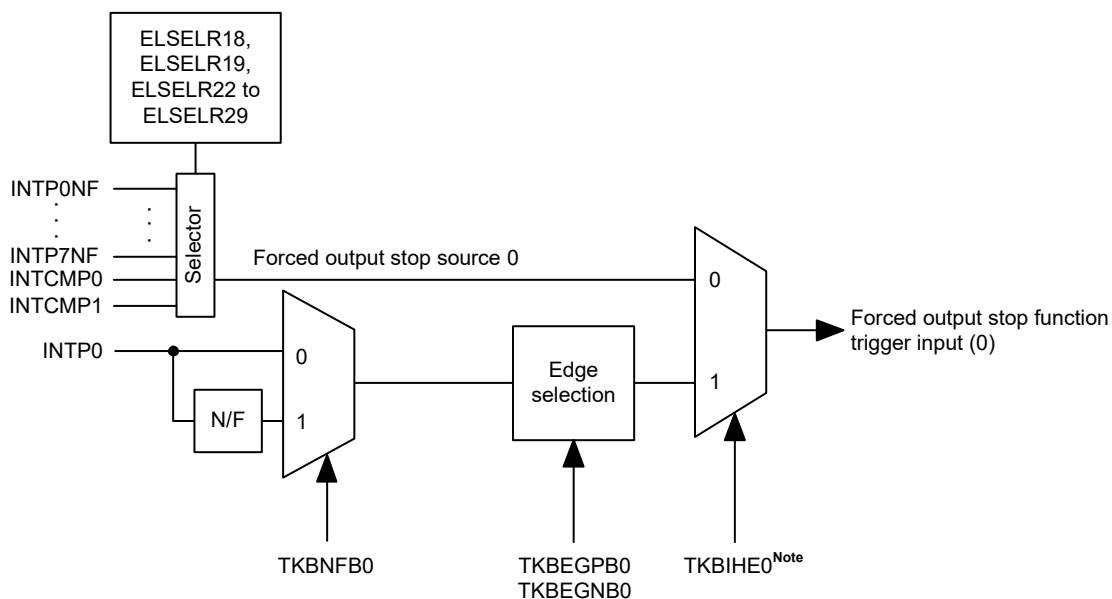 ELSELR18,
ELSELR19,
ELSELR22 to
ELSELR29
INTP0NF
INTP7NF
INTCMP0
INTCMP1
Selector
Forced output stop source 0
0
1
Forced output stop function
trigger input (0)
INTP0
0
N/F
1
Edge
selection
TKBNFB0
TKBEGPB0
TKBEGNB0
TKBIHE0Note